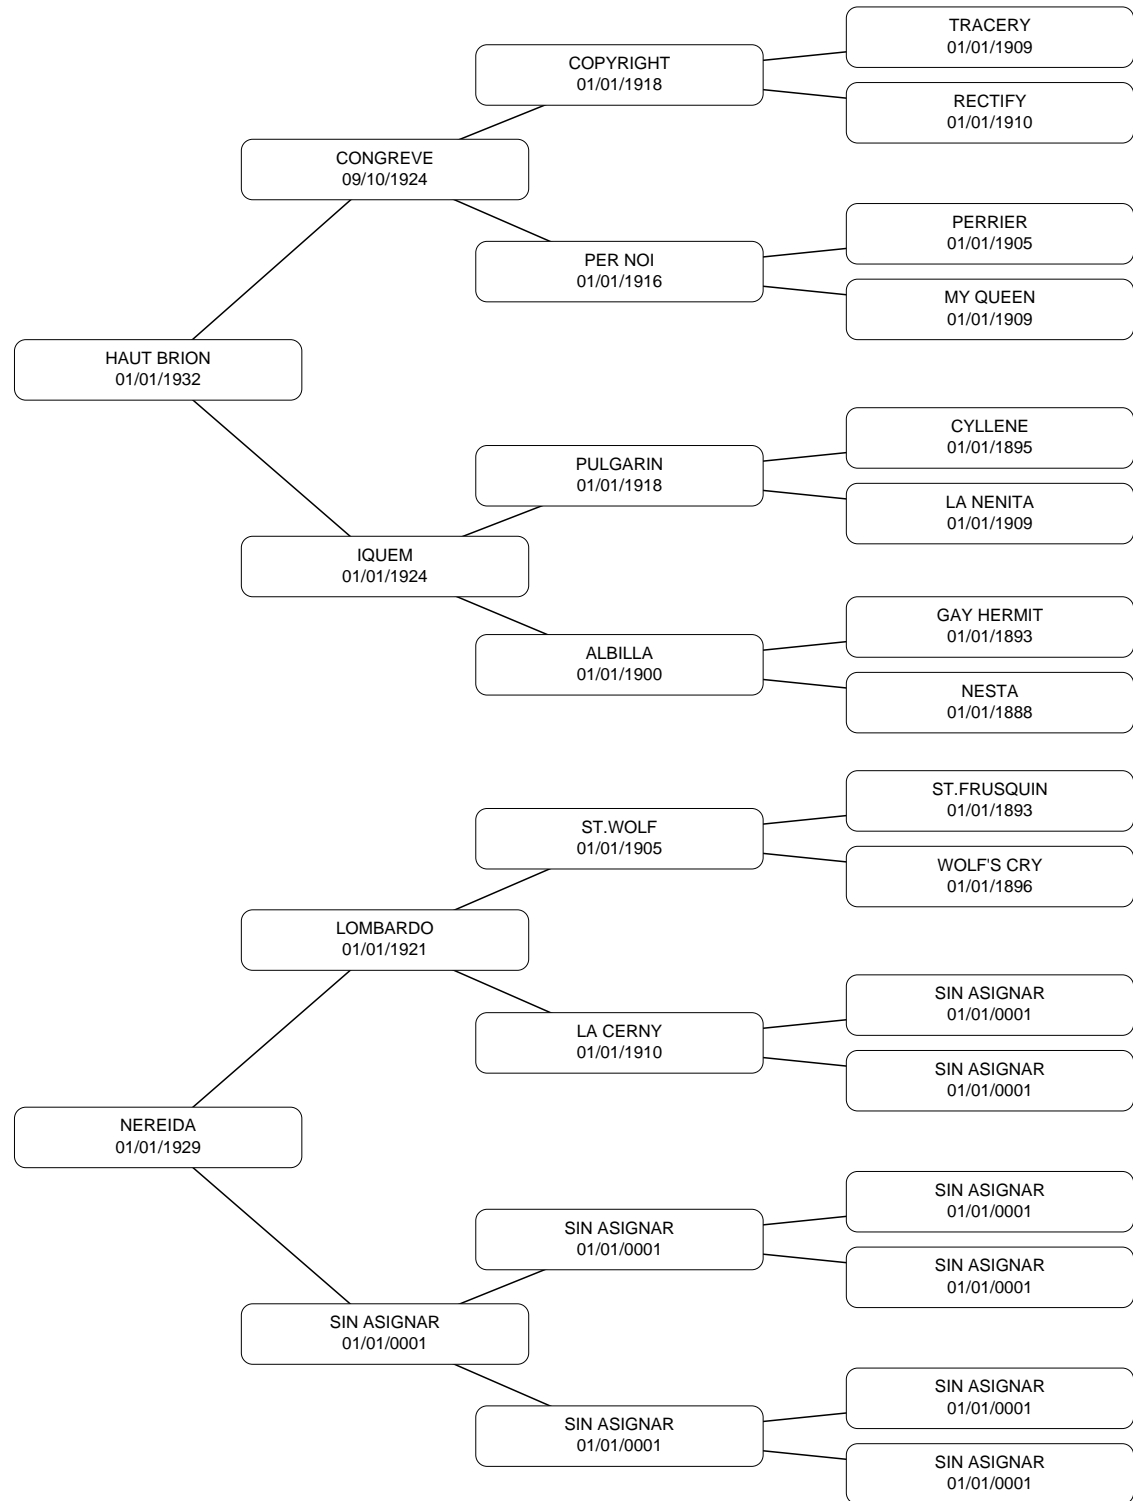 TRACERY
01/01/1909
COPYRIGHT
01/01/1918
RECTIFY
01/01/1910
CONGREVE
09/10/1924
PERRIER
01/01/1905
PER NOI
01/01/1916
MY QUEEN
01/01/1909
HAUT BRION
01/01/1932
CYLLENE
01/01/1895
PULGARIN
01/01/1918
LA NENITA
01/01/1909
IQUEM
01/01/1924
GAY HERMIT
01/01/1893
ALBILLA
01/01/1900
NESTA
01/01/1888
ST.FRUSQUIN
01/01/1893
ST.WOLF
01/01/1905
WOLF'S CRY
01/01/1896
LOMBARDO
01/01/1921
SIN ASIGNAR
01/01/0001
LA CERNY
01/01/1910
SIN ASIGNAR
01/01/0001
NEREIDA
01/01/1929
SIN ASIGNAR
01/01/0001
SIN ASIGNAR
01/01/0001
SIN ASIGNAR
01/01/0001
SIN ASIGNAR
01/01/0001
SIN ASIGNAR
01/01/0001
SIN ASIGNAR
01/01/0001
SIN ASIGNAR
01/01/0001